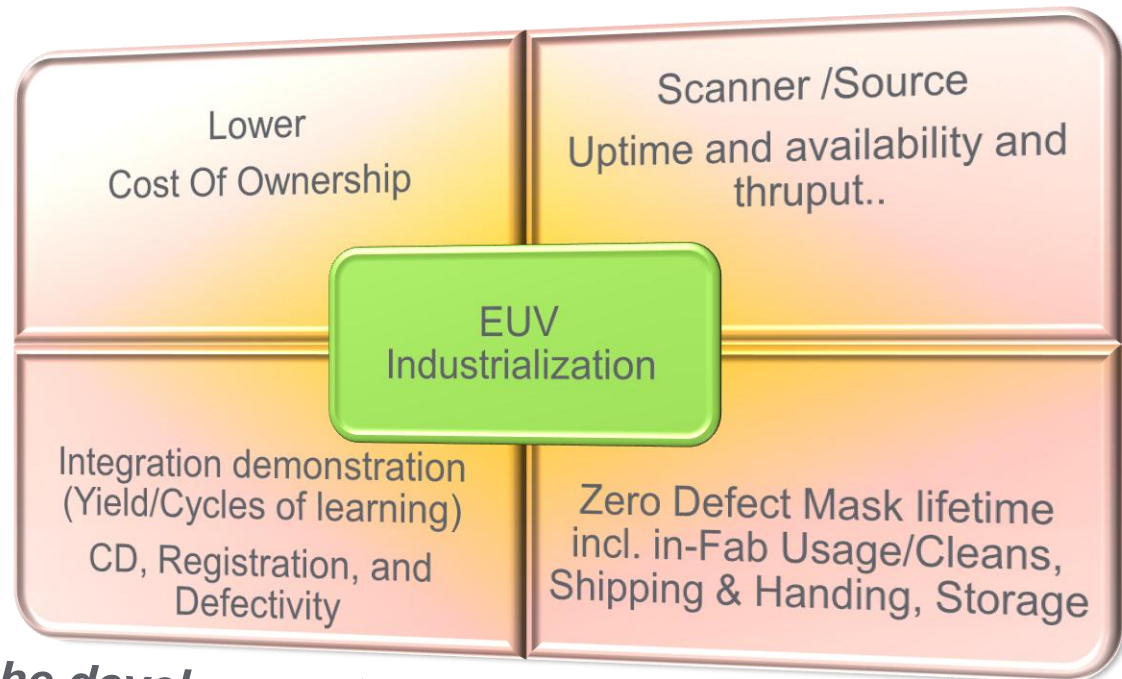 Lower
Cost Of Ownership
Scanner /Source
Uptime and availability and
thruput..
EUV
Industrialization
Integration demonstration
(Yield/Cycles of learning)
CD, Registration, and
Defectivity
Zero Defect Mask lifetime
incl. in-Fab Usage/Cleans,
Shipping & Handing, Storage